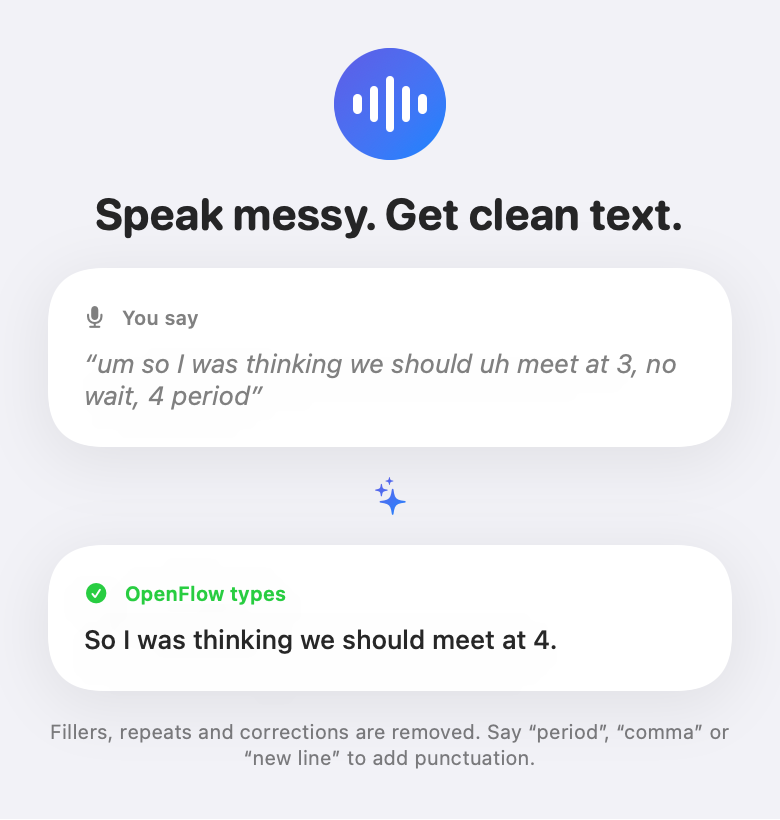 Speak messy. Get clean text.
You say
“um so I was thinking we should uh meet at 3, no
wait, 4 period”
OpenFlow types
So I was thinking we should meet at 4.
Fillers, repeats and corrections are removed. Say “period”, “comma” or
“new line” to add punctuation.